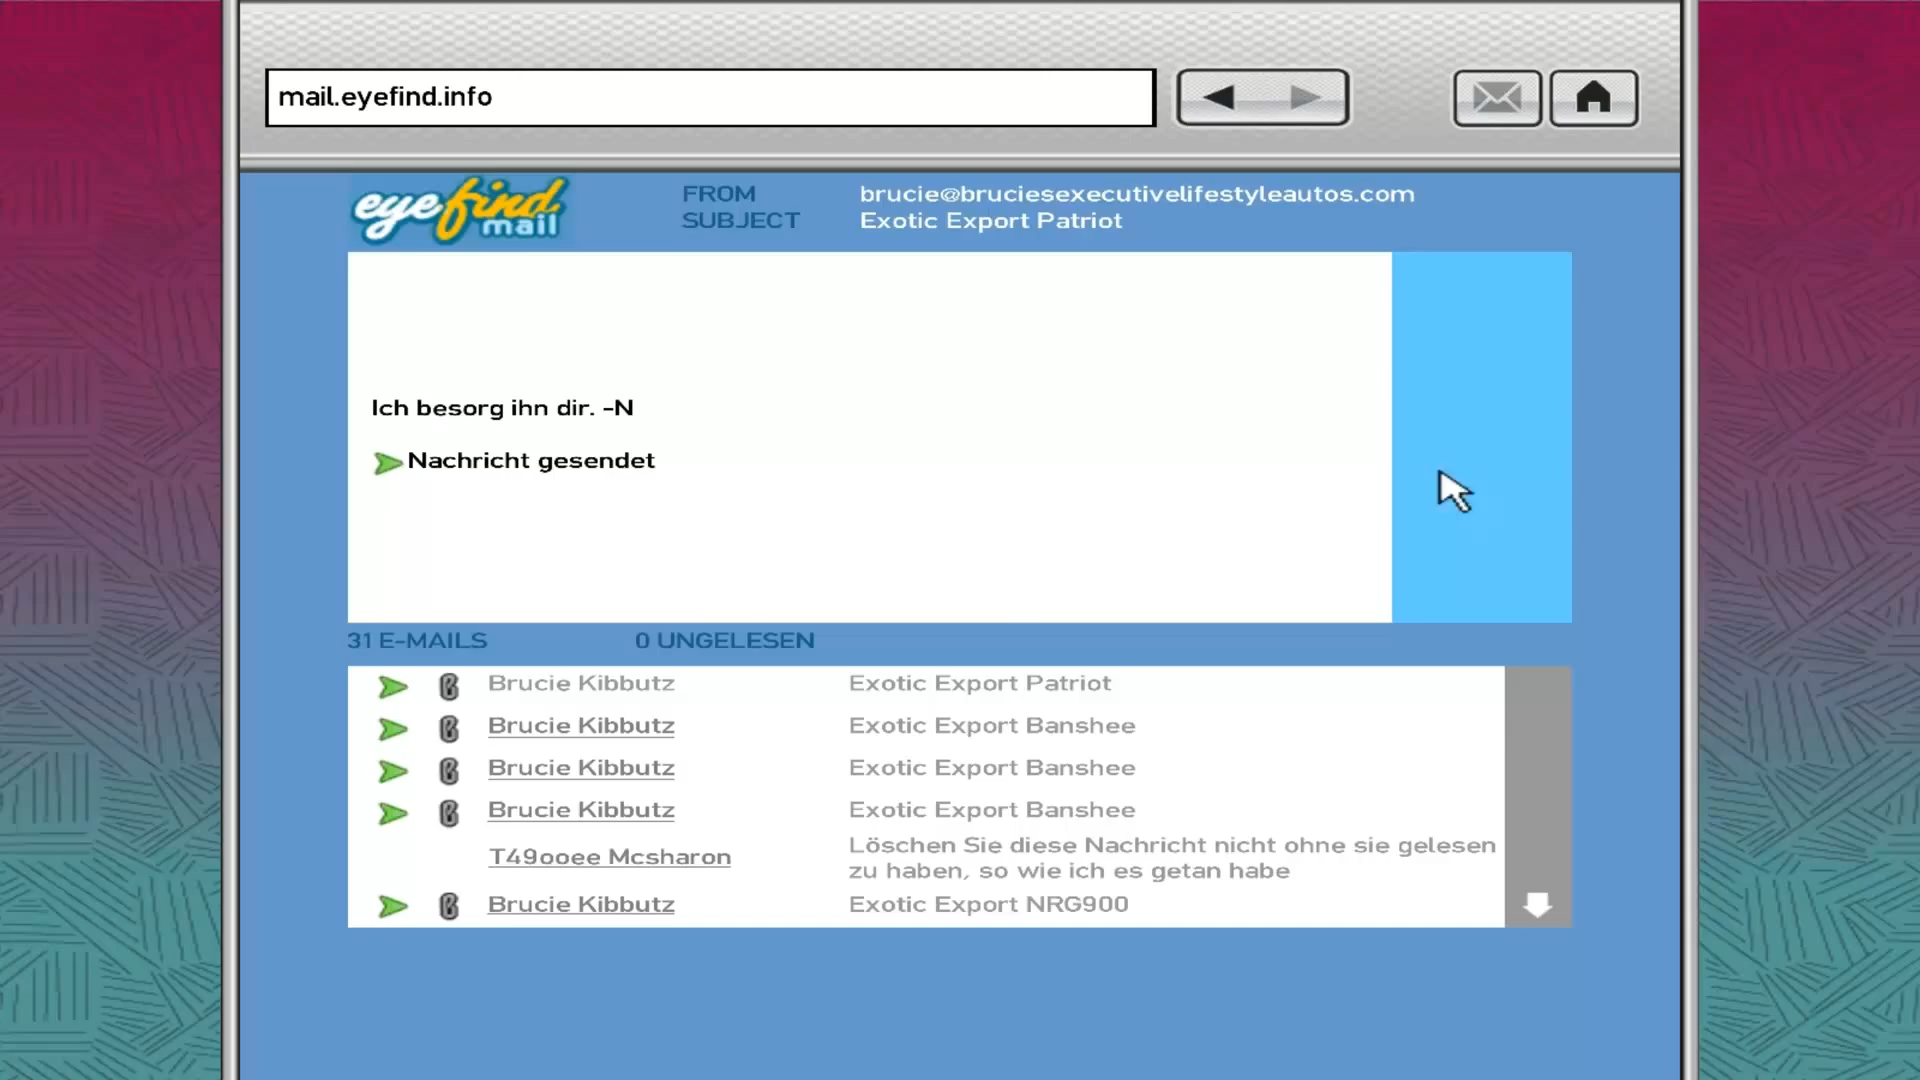 mail.eyefind.info
eyefind
mail
FROM brucie@bruciesexecutivelifestyleautos.com
SUBJECT Exotic Export Patriot
Ich besorg ihn dir. -N
Nachricht gesendet
31 E-MAILS 0 UNGELESEN
Brucie Kibbutz Exotic Export Patriot
Brucie Kibbutz Exotic Export Banshee
Brucie Kibbutz Exotic Export Banshee
Brucie Kibbutz Exotic Export Banshee
T49ooee Mcsharon Löschen Sie diese Nachricht nicht ohne sie gelesen
zu haben, so wie ich es getan habe
Brucie Kibbutz Exotic Export NRG900